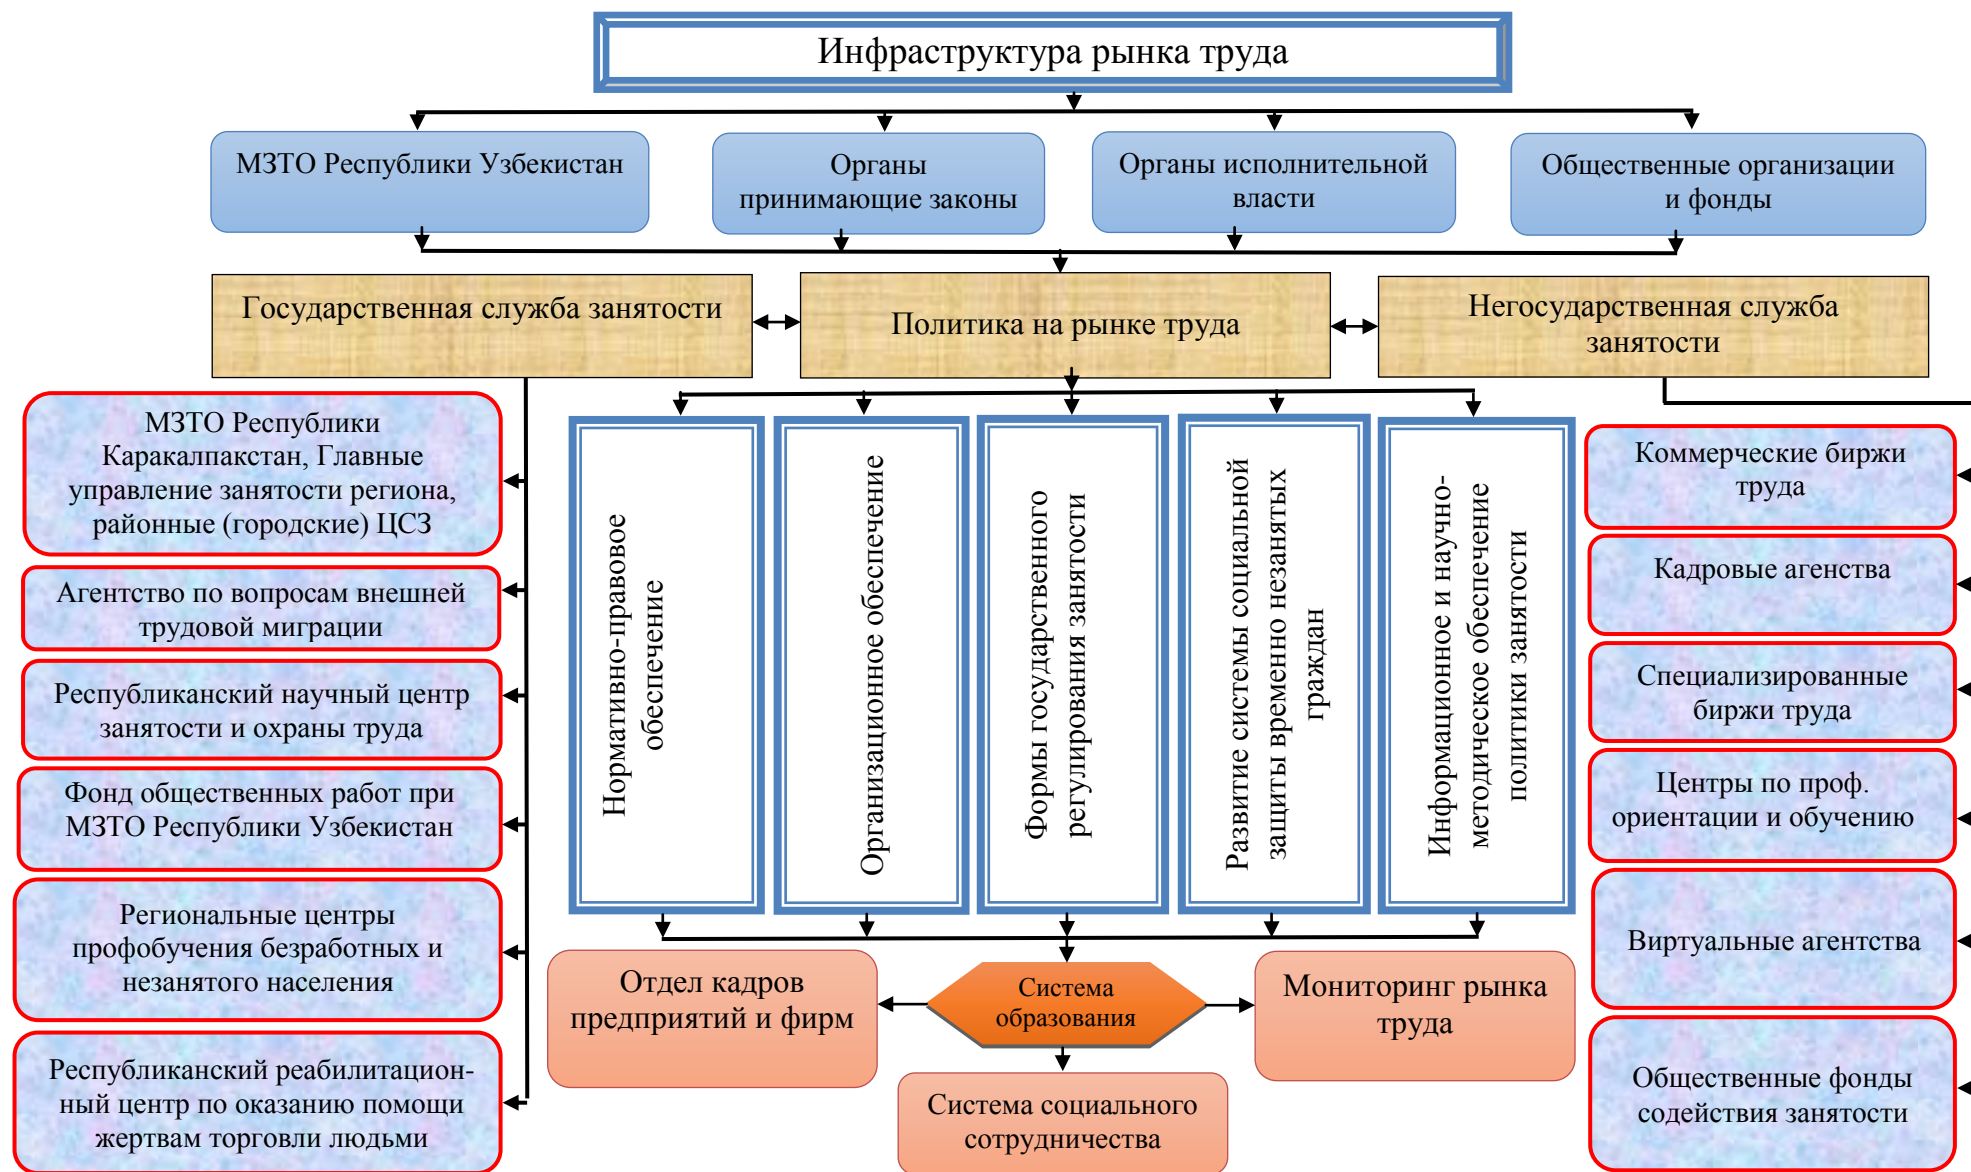 Инфраструктура рынка труда
МЗТО Республики Узбекистан
Органы
принимающие законы
Органы исполнительной
власти
Общественные организации
и фонды
Государственная служба занятости
Политика на рынке труда
Негосударственная служба
занятости
МЗТО Республики
Каракалпакстан, Главные
управление занятости региона,
районные (городские) ЦСЗ
Агентство по вопросам внешней
трудовой миграции
Республиканский научный центр
занятости и охраны труда
Фонд общественных работ при
МЗТО Республики Узбекистан
Региональные центры
профобучения безработных и
незанятого населения
Республиканский реабилитацион-
ный центр по оказанию помощи
жертвам торговли людьми
Нормативно-правовое
обеспечение
Организационное обеспечение
Формы государственного
регулирования занятости
Развитие системы социальной
защиты временно незанятых
граждан
Информационное и научно-
методическое обеспечение
политики занятости
Коммерческие биржи
труда
Кадровые агенства
Специализированные
биржи труда
Центры по проф.
ориентации и обучению
Виртуальные агентства
Общественные фонды
содействия занятости
Отдел кадров
предприятий и фирм
Система
образования
Мониторинг рынка
труда
Система социального
сотрудничества